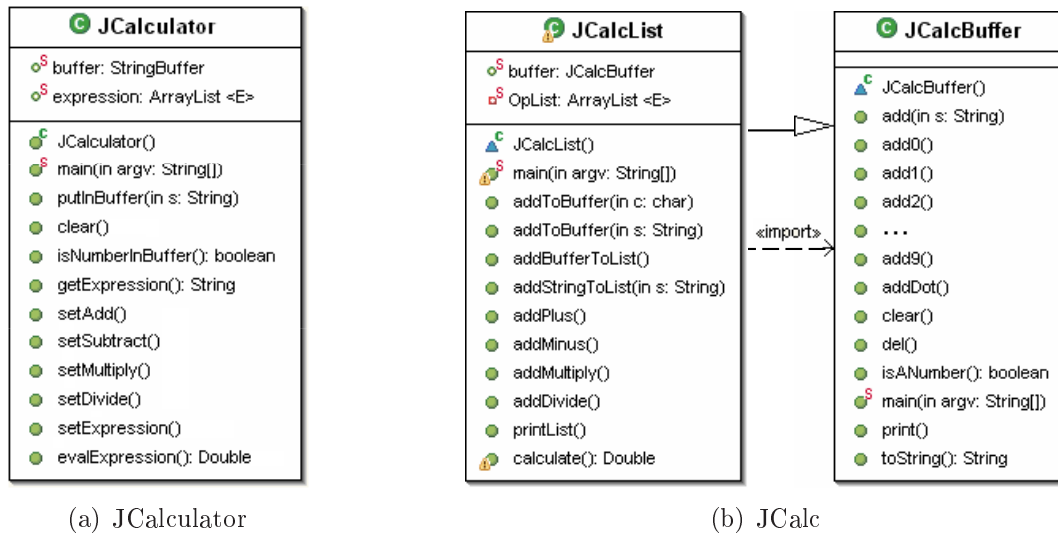 JCalculator
buffer: StringBuffer
expression: ArrayList <E>
JCalculator()
main(in argv: String[])
putInBuffer(in s: String)
clear()
isNumberInBuffer(): boolean
getExpression(): String
setAdd()
setSubtract()
setMultiply()
setDivide()
setExpression()
evalExpression(): Double
(a) JCalculator
JCalcList
buffer: JCalcBuffer
OpList: ArrayList <E>
JCalcList()
main(in argv: String[])
addToBuffer(in c: char)
addToBuffer(in s: String)
addBufferToList()
addStringToList(in s: String)
addPlus()
addMinus()
addMultiply()
addDivide()
printList()
calculate(): Double
«import»
JCalcBuffer
JCalcBuffer()
add(in s: String)
add0()
add1()
add2()
...
add9()
addDot()
clear()
del()
isANumber(): boolean
main(in argv: String[])
print()
toString(): String
(b) JCalc